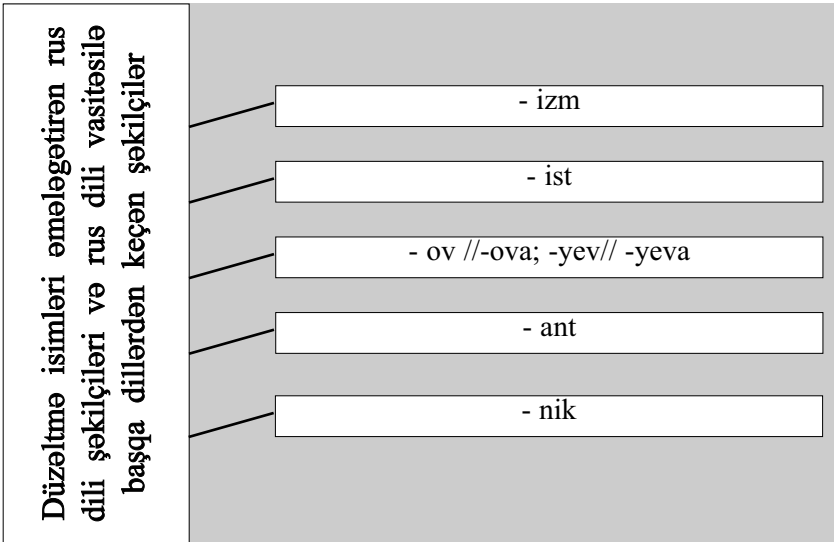 Düzəltmə isimləri əmələgətirən rus
dili şəkilçiləri və rus dili vasitəsilə
başqa dillərdən keçən şəkilçilər
- izm
- ist
- ov //-ova; -yev// -yeva
- ant
- nik